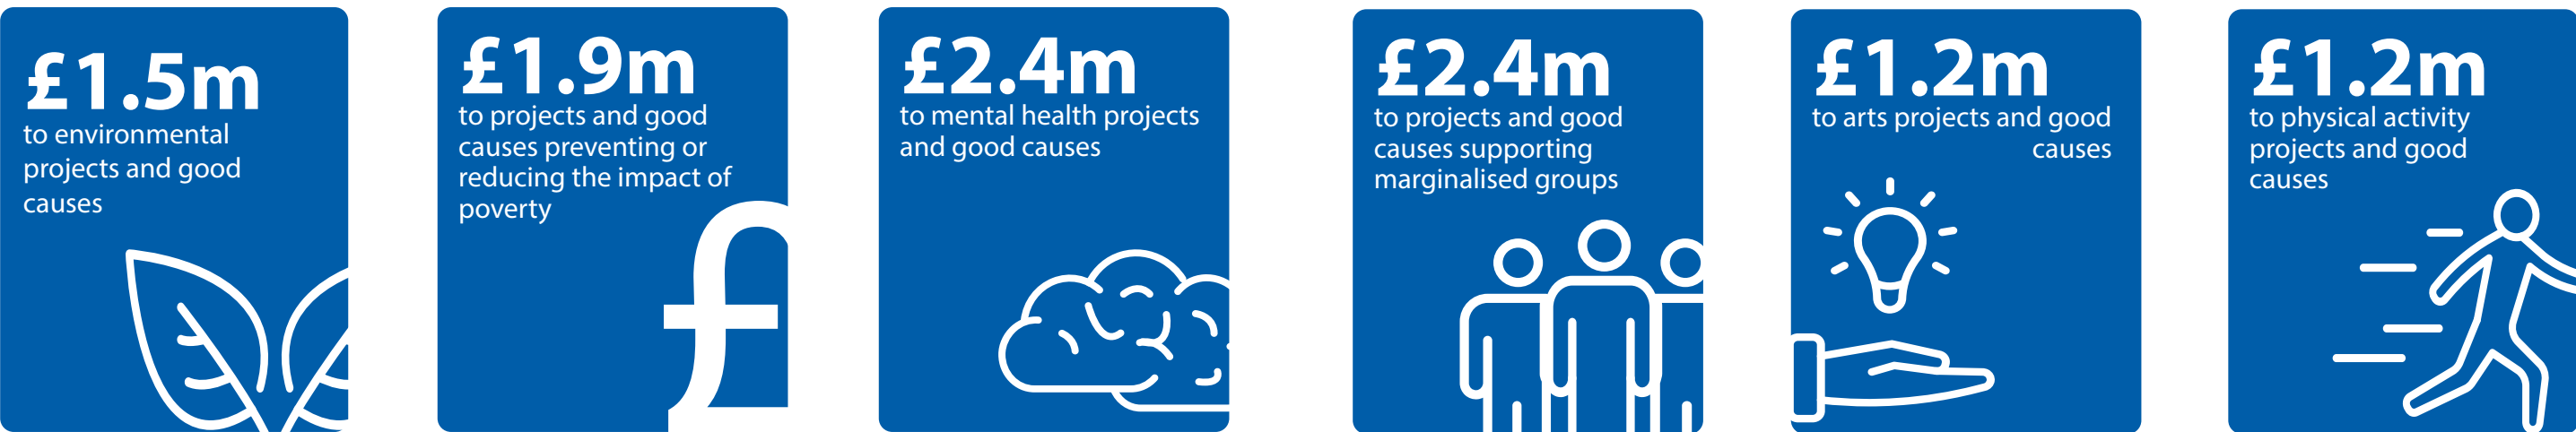 £1.5m
to environmental
projects and good
causes
£1.9m
to projects and good
causes preventing or
reducing the impact of
poverty
£
£2.4m
to mental health projects
and good causes
£2.4m
to projects and good
causes supporting
marginalised groups
£1.2m
to arts projects and good
causes
£1.2m
to physical activity
projects and good
causes